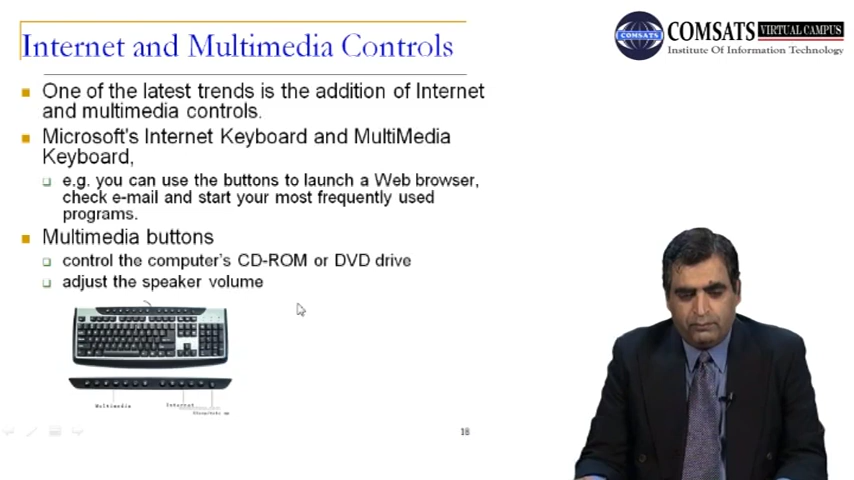 Internet and Multimedia Controls
COMSATS
COMSATS VIRTUAL CAMPUS
Institute Of Information Technology
One of the latest trends is the addition of Internet
and multimedia controls.
Microsoft's Internet Keyboard and MultiMedia
Keyboard,
e.g. you can use the buttons to launch a Web browser,
check e-mail and start your most frequently used
programs.
Multimedia buttons
control the computer's CD-ROM or DVD drive
adjust the speaker volume
Multimedia
Internet
18